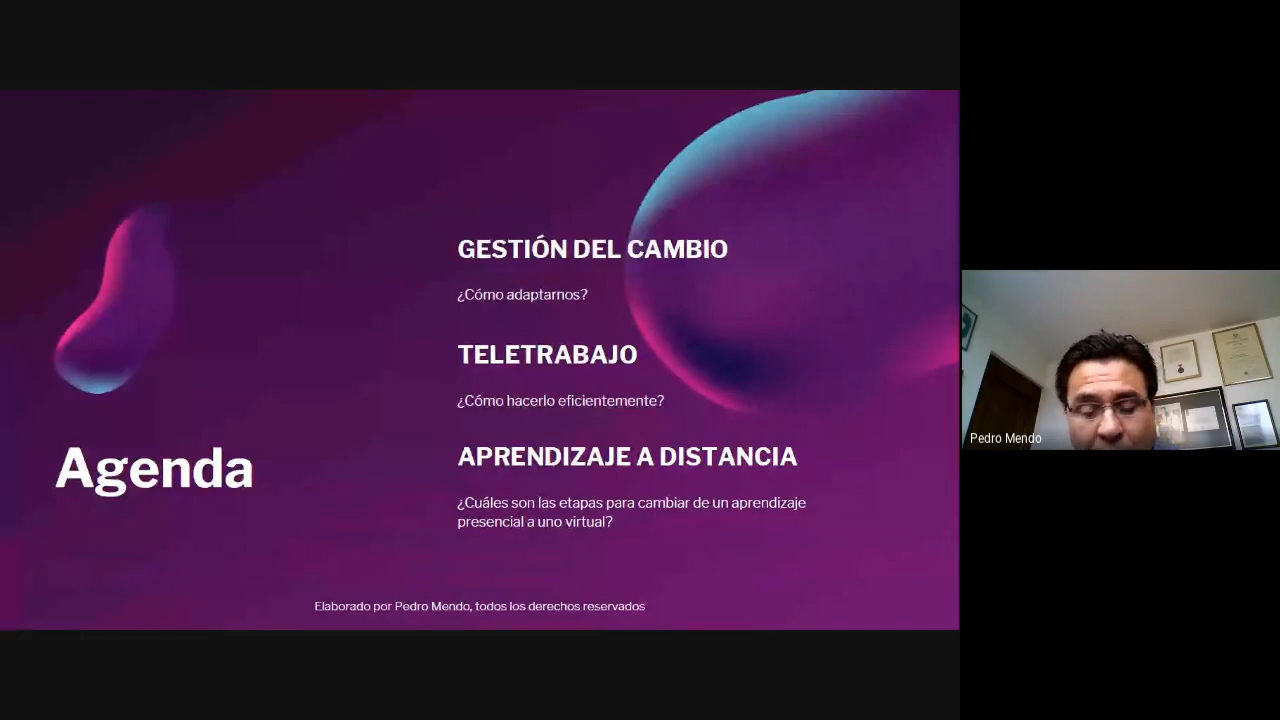 Agenda
GESTIÓN DEL CAMBIO
¿Cómo adaptarnos?
TELETRABAJO
¿Cómo hacerlo eficientemente?
APRENDIZAJE A DISTANCIA
¿Cuáles son las etapas para cambiar de un aprendizaje
presencial a uno virtual?
Elaborado por Pedro Mendo, todos los derechos reservados
Pedro Mendo